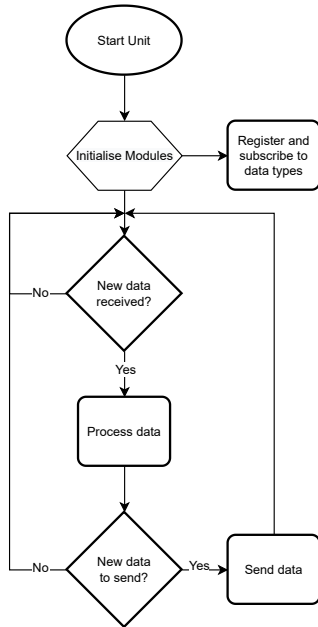 Start Unit
Initialise Modules
Register and
subscribe to
data types
New data
received?
No
Yes
Process data
New data
to send?
No
Yes
Send data